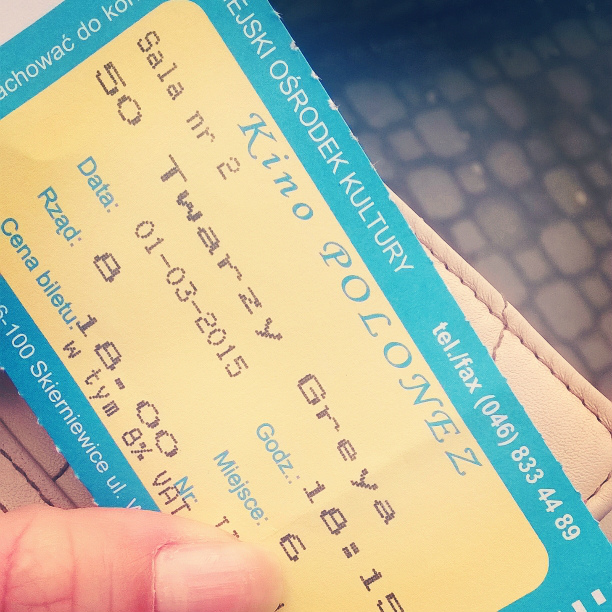 EJSKI OŚRODEK KULTURY tel./fax (046) 833 44 89
achować do
Kino POLONEZ
Sala nr 2
50 Twarzy Greya
Data: 01-03-2015 Godz.: 18:15
Rząd: 8 Miejsce: 6
Cena biletu: 18.00 Nr:
w tym 8% VAT
6-100 Skierniewice ul.